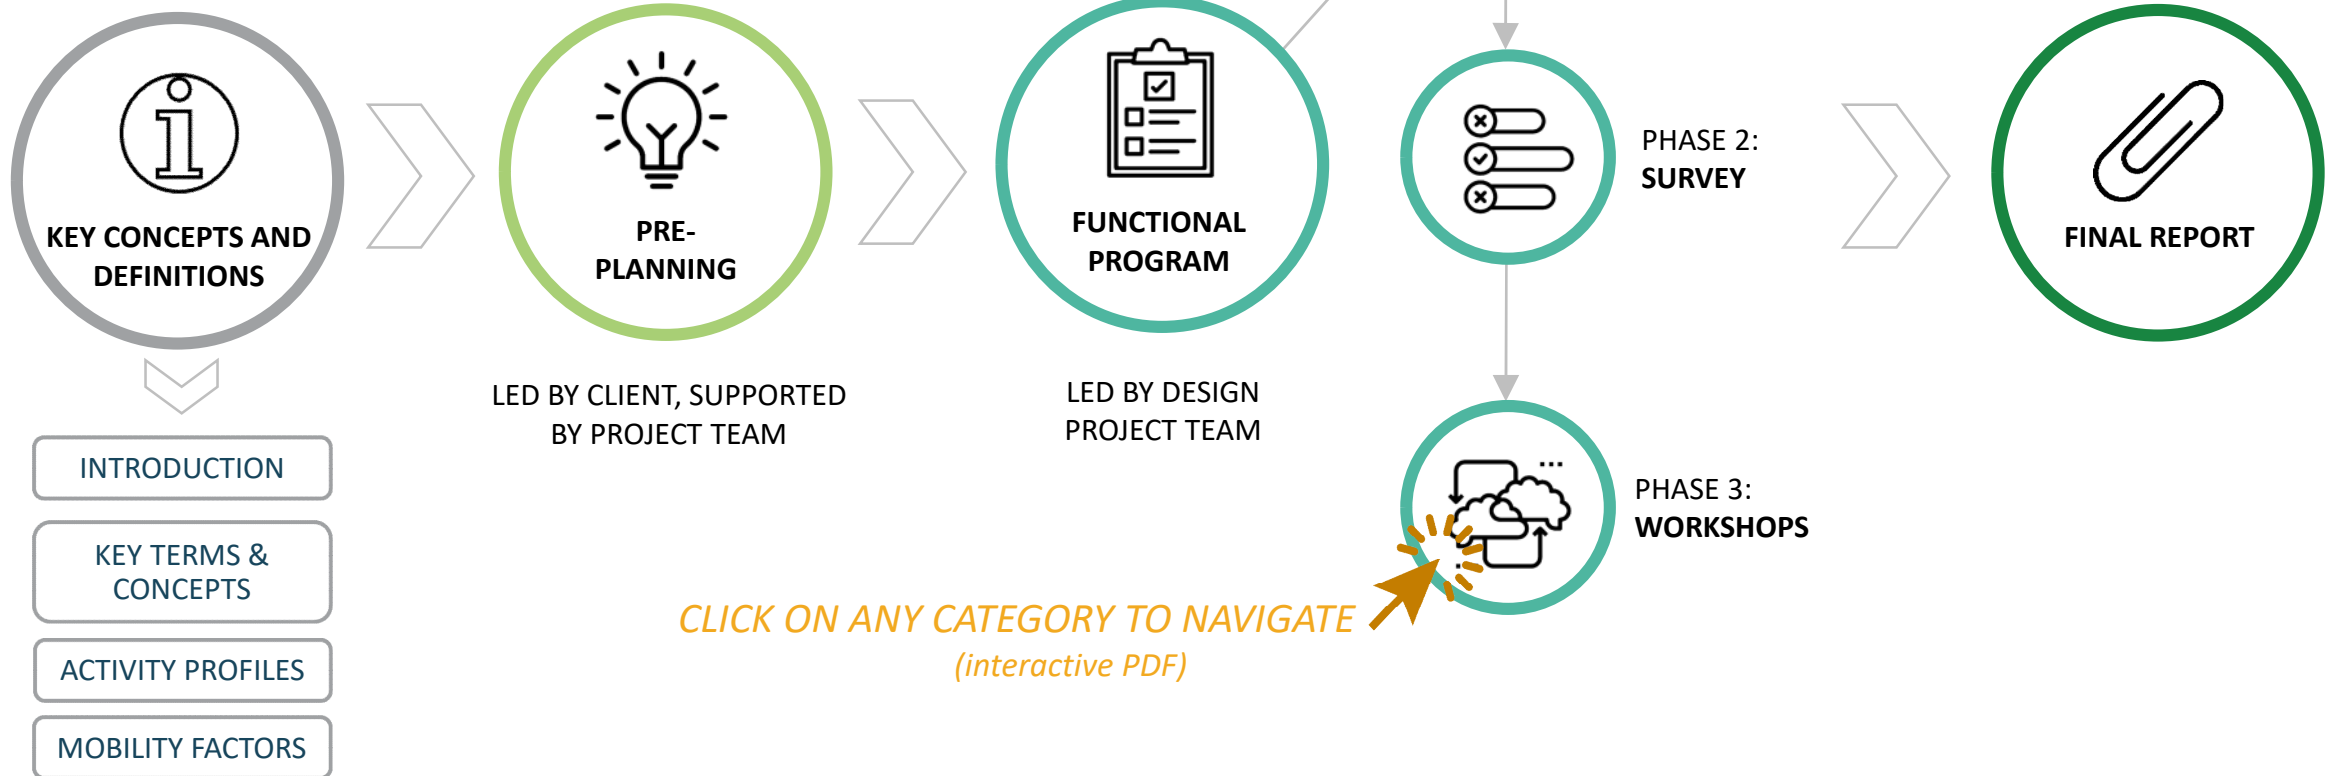 KEY CONCEPTS AND
DEFINITIONS
INTRODUCTION
KEY TERMS &
CONCEPTS
ACTIVITY PROFILES
MOBILITY FACTORS
PRE-
PLANNING
LED BY CLIENT, SUPPORTED
BY PROJECT TEAM
FUNCTIONAL
PROGRAM
LED BY DESIGN
PROJECT TEAM
PHASE 2:
SURVEY
PHASE 3:
WORKSHOPS
CLICK ON ANY CATEGORY TO NAVIGATE
(interactive PDF)
FINAL REPORT